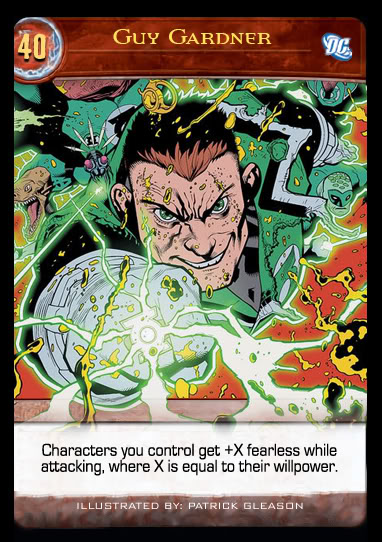 40
Guy Gardner
DC
Characters you control get +X fearless while
attacking, where X is equal to their willpower.
ILLUSTRATED BY: PATRICK GLEASON